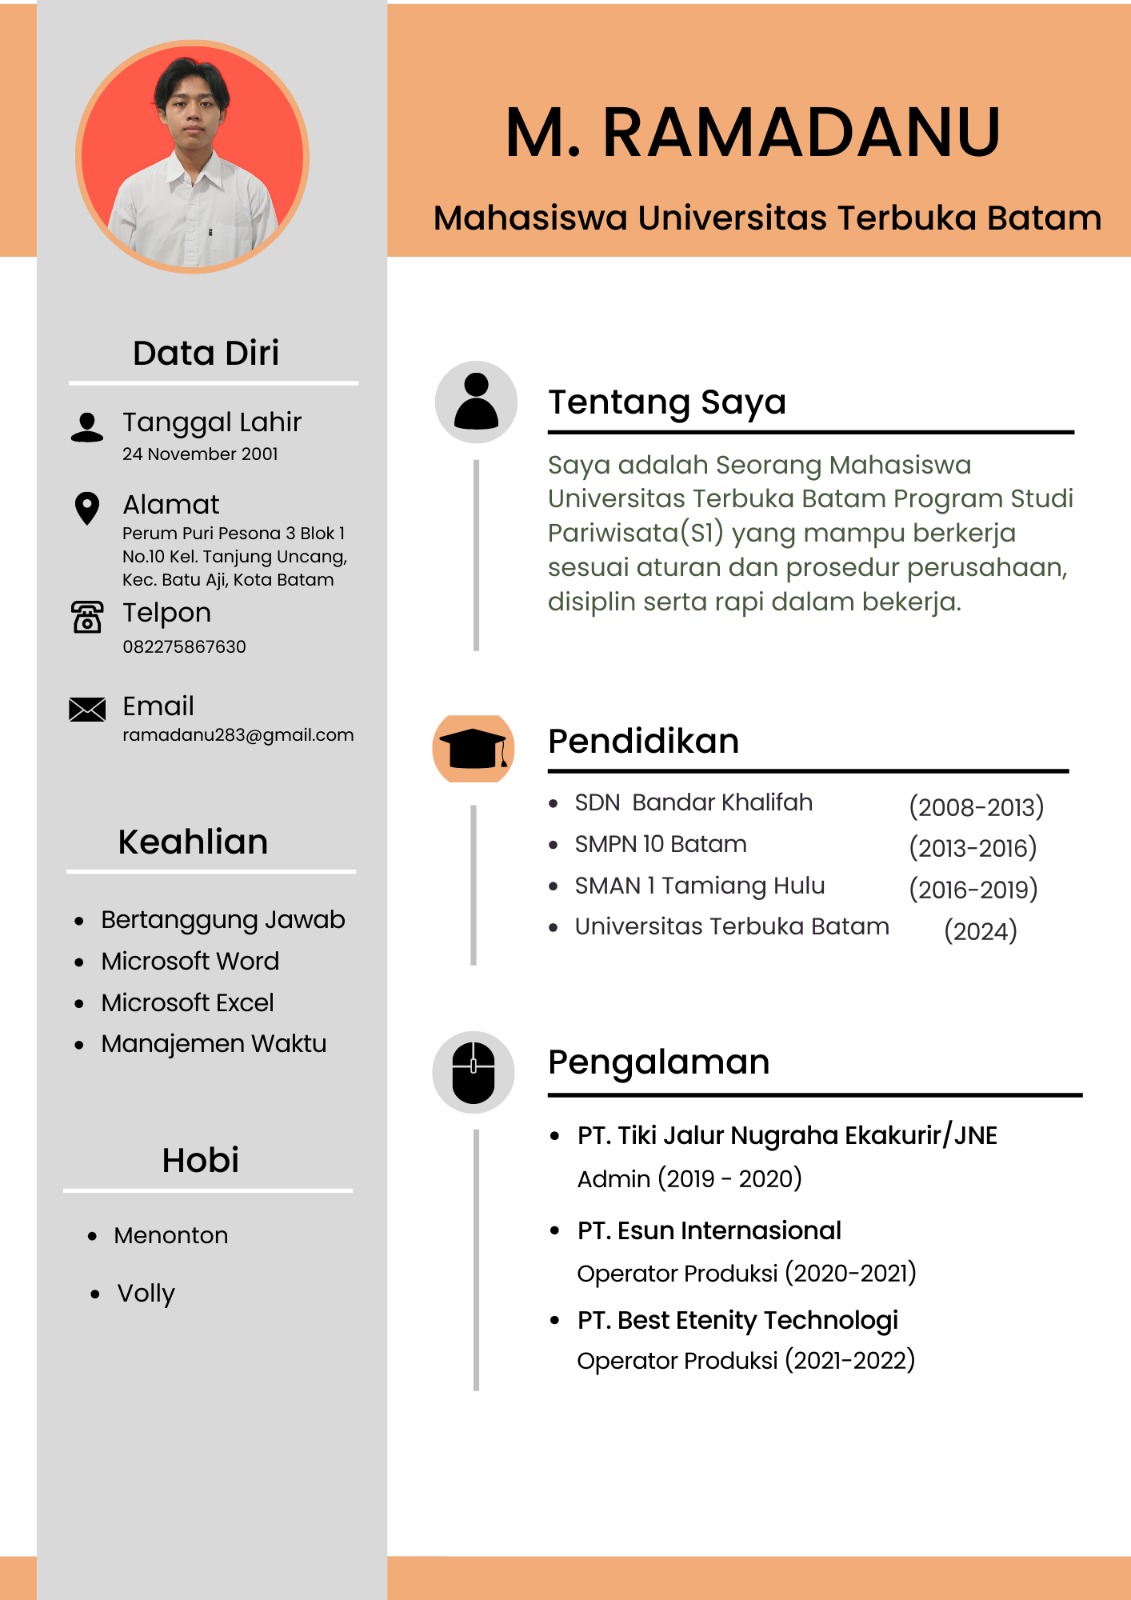 M. RAMADANU
Mahasiswa Universitas Terbuka Batam
Data Diri
Tanggal Lahir
24 November 2001
Alamat
Perum Puri Pesona 3 Blok 1
No.10 Kel. Tanjung Uncang,
Kec. Batu Aji, Kota Batam
Telpon
082275867630
Email
ramadanu283@gmail.com
Keahlian
• Bertanggung Jawab
• Microsoft Word
• Microsoft Excel
• Manajemen Waktu
Hobi
• Menonton
• Volly
Tentang Saya
Saya adalah Seorang Mahasiswa
Universitas Terbuka Batam Program Studi
Pariwisata(S1) yang mampu berkerja
sesuai aturan dan prosedur perusahaan,
disiplin serta rapi dalam bekerja.
Pendidikan
• SDN Bandar Khalifah (2008-2013)
• SMPN 10 Batam (2013-2016)
• SMAN 1 Tamiang Hulu (2016-2019)
• Universitas Terbuka Batam (2024)
Pengalaman
• PT. Tiki Jalur Nugraha Ekakurir/JNE
Admin (2019 - 2020)
• PT. Esun Internasional
Operator Produksi (2020-2021)
• PT. Best Etenity Technologi
Operator Produksi (2021-2022)